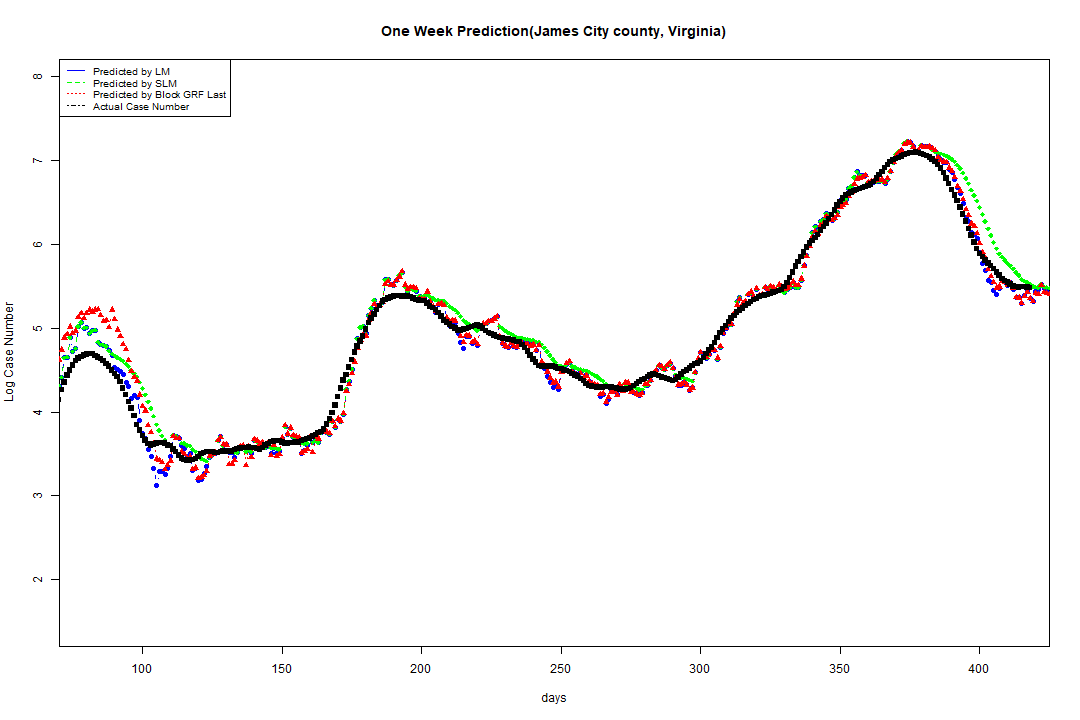 One Week Prediction(James City county, Virginia)
Predicted by LM
Predicted by SLM
Predicted by Block GRF Last
Actual Case Number
Log Case Number
8
7
6
5
4
3
2
100 150 200 250 300 350 400
days